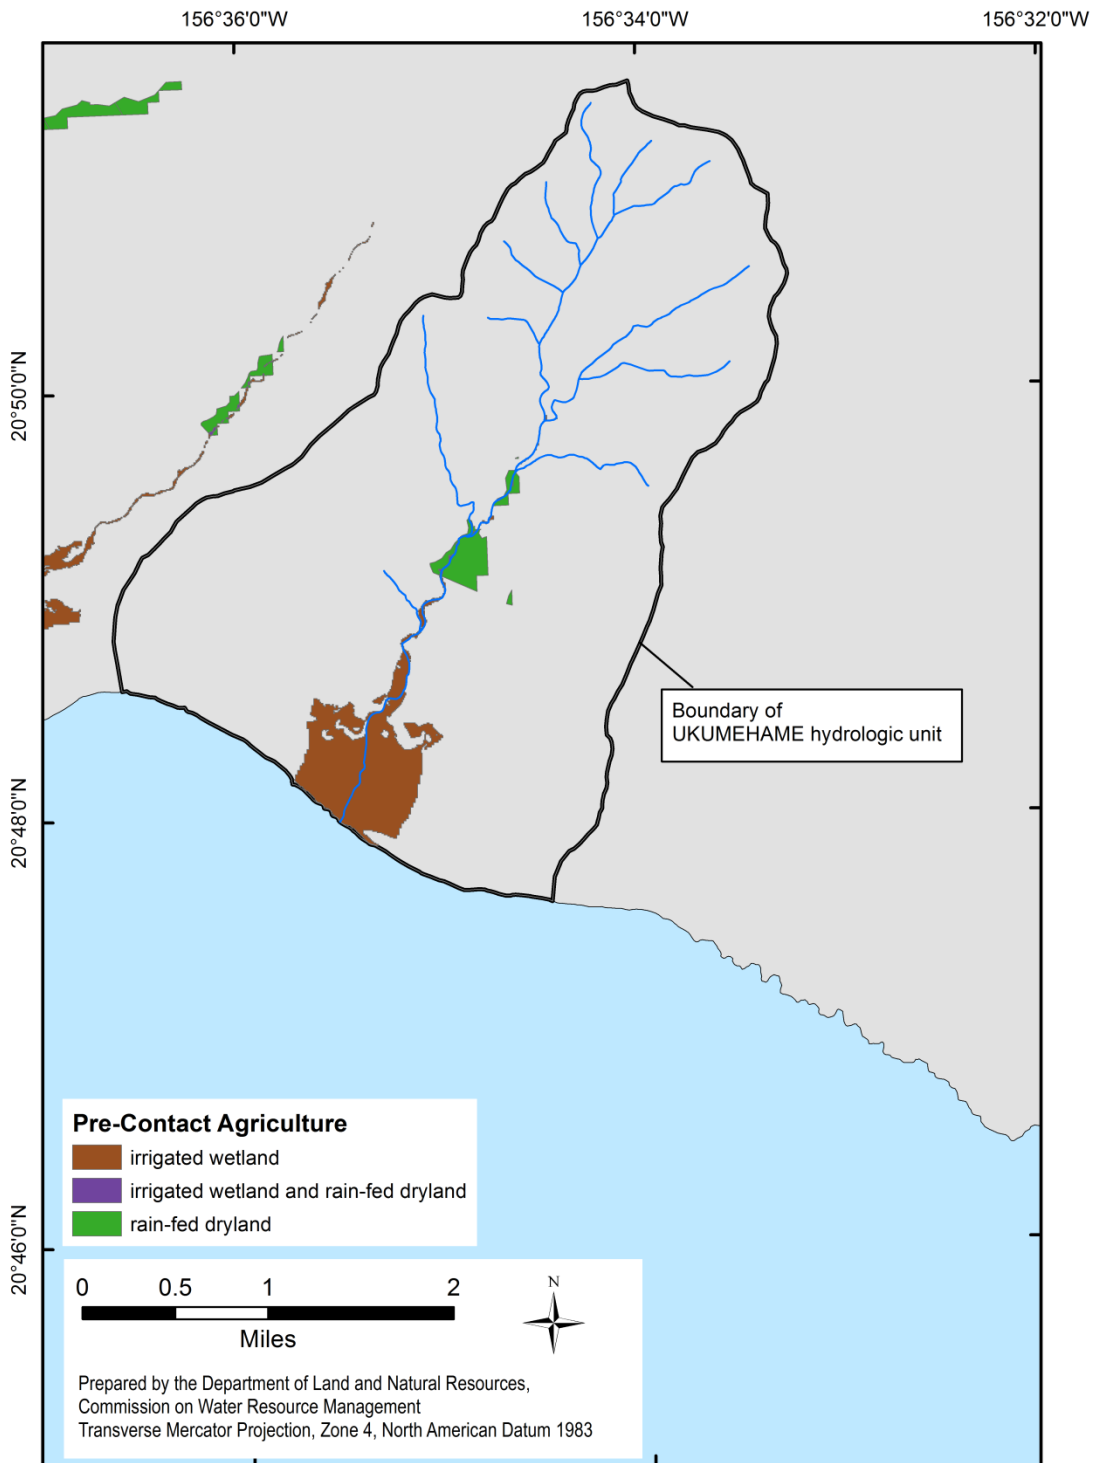 156°36'0"W 156°34'0"W 156°32'0"W
20°50'0"N
20°48'0"N
20°46'0"N
Boundary of
UKUMEHAME hydrologic unit
Pre-Contact Agriculture
irrigated wetland
irrigated wetland and rain-fed dryland
rain-fed dryland
0 0.5 1 2
Miles
N
Prepared by the Department of Land and Natural Resources,
Commission on Water Resource Management
Transverse Mercator Projection, Zone 4, North American Datum 1983